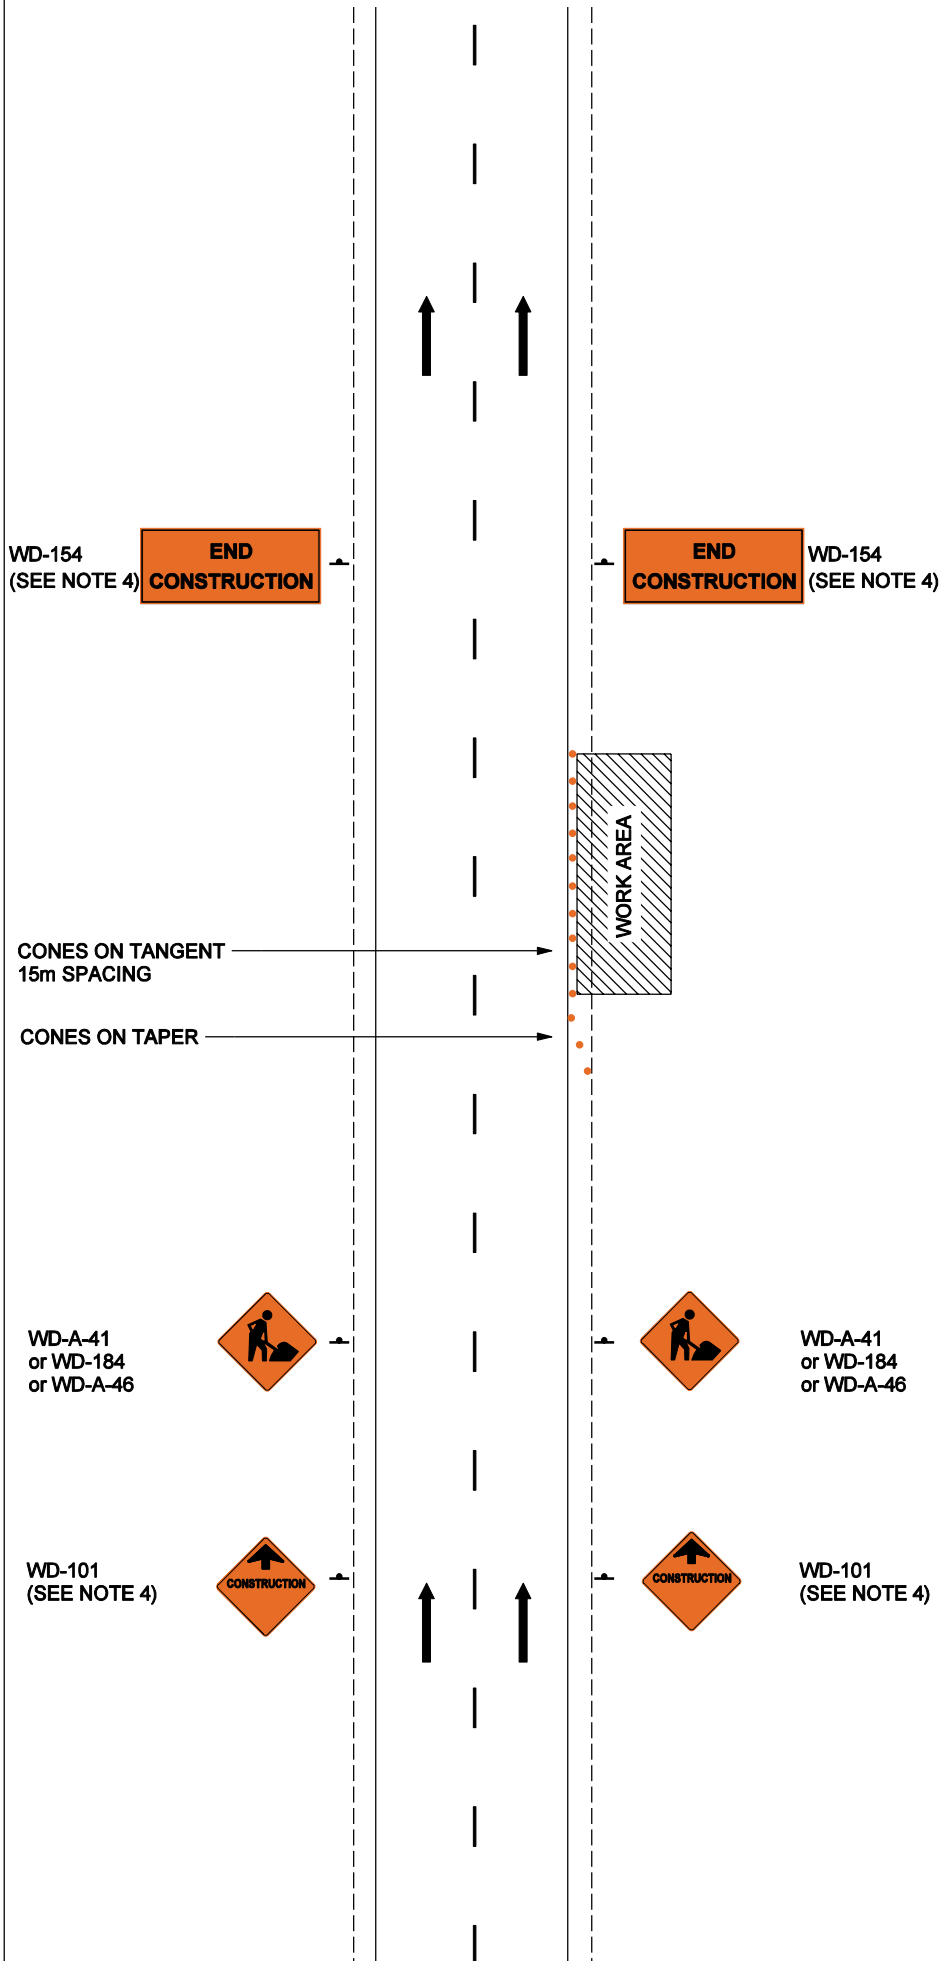 WD-154
(SEE NOTE 4)
END
CONSTRUCTION
END
CONSTRUCTION
WD-154
(SEE NOTE 4)
WORK AREA
CONES ON TANGENT
15m SPACING
CONES ON TAPER
WD-A-41
or WD-184
or WD-A-46
WD-A-41
or WD-184
or WD-A-46
WD-101
(SEE NOTE 4)
CONSTRUCTION
CONSTRUCTION
WD-101
(SEE NOTE 4)